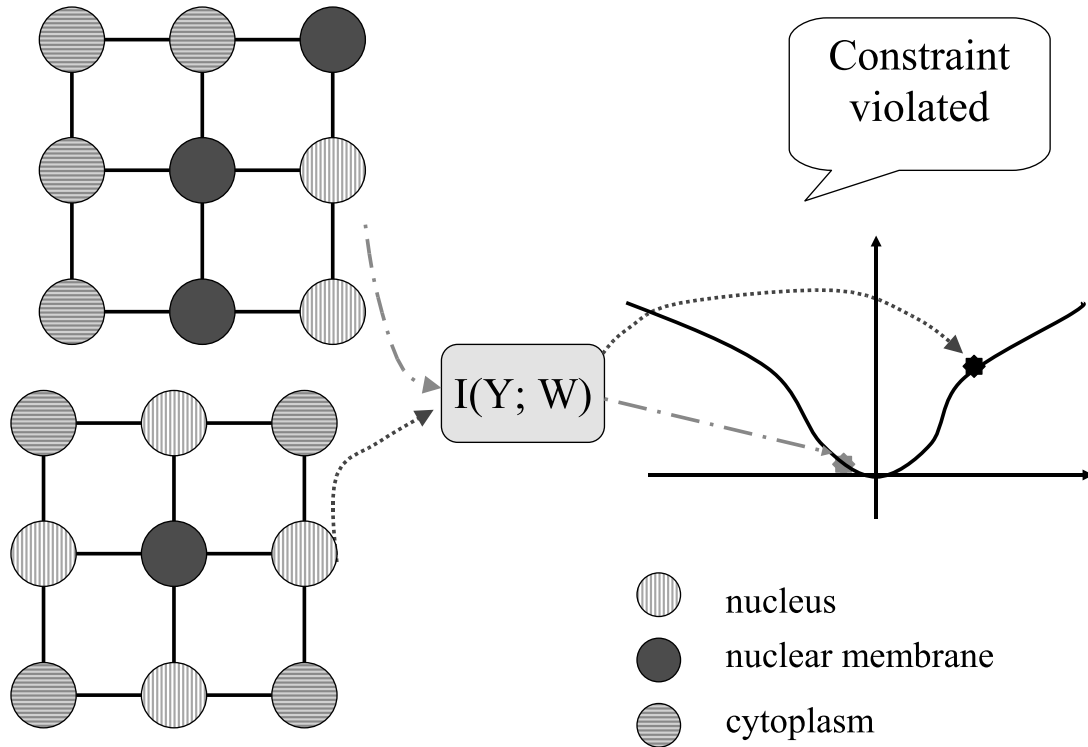 Constraint
violated
I(Y; W)
nucleus
nuclear membrane
cytoplasm